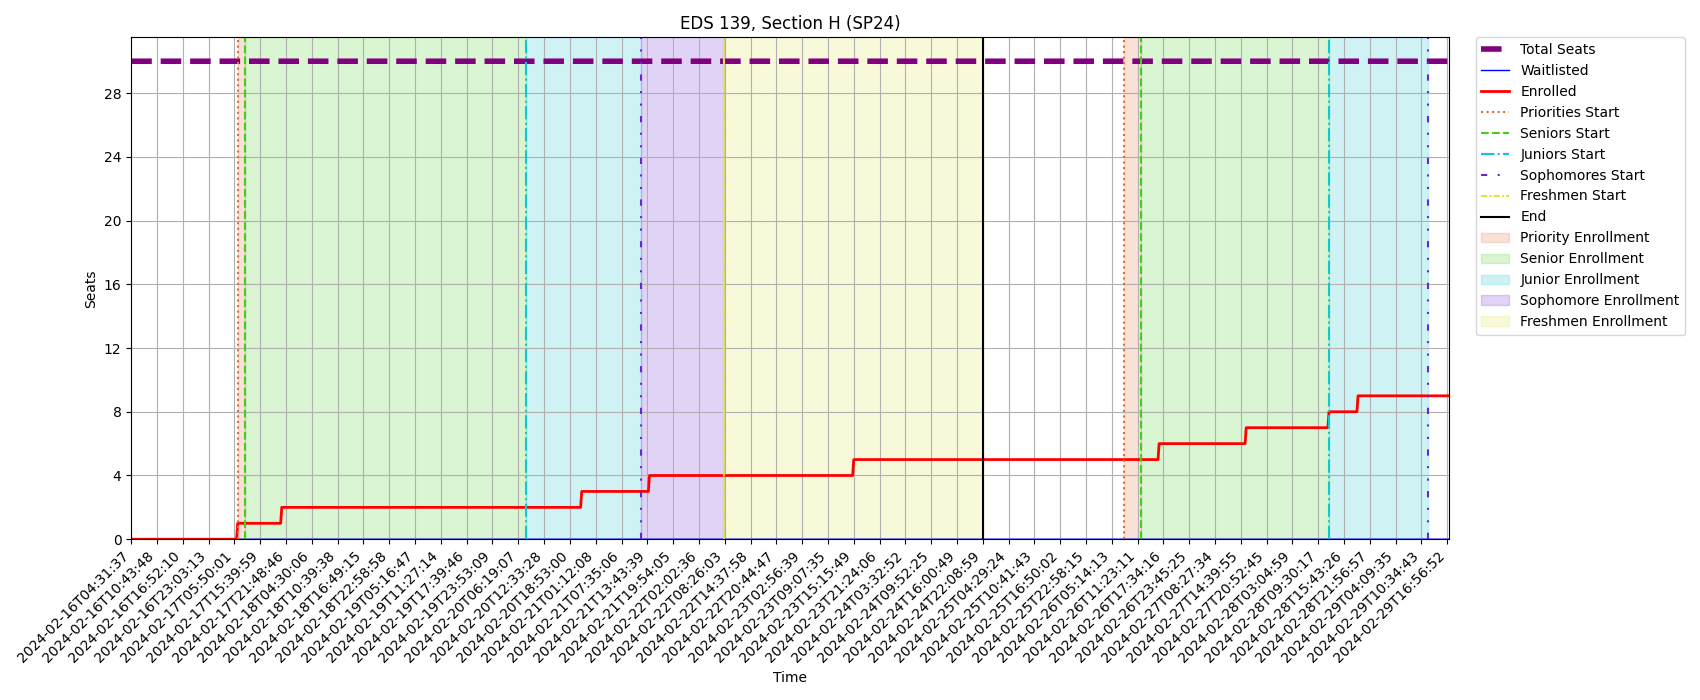 EDS 139, Section H (SP24)
Seats
28
24
20
16
12
8
4
0
2024-02-16T04:31:37
2024-02-16T10:43:48
2024-02-16T16:52:10
2024-02-16T23:03:13
2024-02-17T05:50:01
2024-02-17T15:39:59
2024-02-17T21:48:46
2024-02-18T04:30:06
2024-02-18T10:39:38
2024-02-18T16:49:15
2024-02-18T22:58:58
2024-02-19T05:16:47
2024-02-19T11:27:14
2024-02-19T17:39:46
2024-02-19T23:53:09
2024-02-20T06:19:07
2024-02-20T12:33:28
2024-02-20T18:53:00
2024-02-21T01:12:08
2024-02-21T07:35:06
2024-02-21T13:43:39
2024-02-21T19:54:05
2024-02-22T02:02:36
2024-02-22T08:26:03
2024-02-22T14:37:58
2024-02-22T20:44:47
2024-02-23T02:56:39
2024-02-23T09:07:35
2024-02-23T15:15:49
2024-02-23T21:24:06
2024-02-24T03:32:52
2024-02-24T09:52:25
2024-02-24T16:00:49
2024-02-24T22:08:59
2024-02-25T04:29:24
2024-02-25T10:41:43
2024-02-25T16:50:02
2024-02-25T22:58:15
2024-02-26T05:14:13
2024-02-26T11:23:11
2024-02-26T17:34:16
2024-02-26T23:45:25
2024-02-27T08:27:34
2024-02-27T14:39:55
2024-02-27T20:52:45
2024-02-28T03:04:59
2024-02-28T09:30:17
2024-02-28T15:43:26
2024-02-28T21:56:57
2024-02-29T04:09:35
2024-02-29T10:34:43
2024-02-29T16:56:52
Time
Total Seats
Waitlisted
Enrolled
Priorities Start
Seniors Start
Juniors Start
Sophomores Start
Freshmen Start
End
Priority Enrollment
Senior Enrollment
Junior Enrollment
Sophomore Enrollment
Freshmen Enrollment